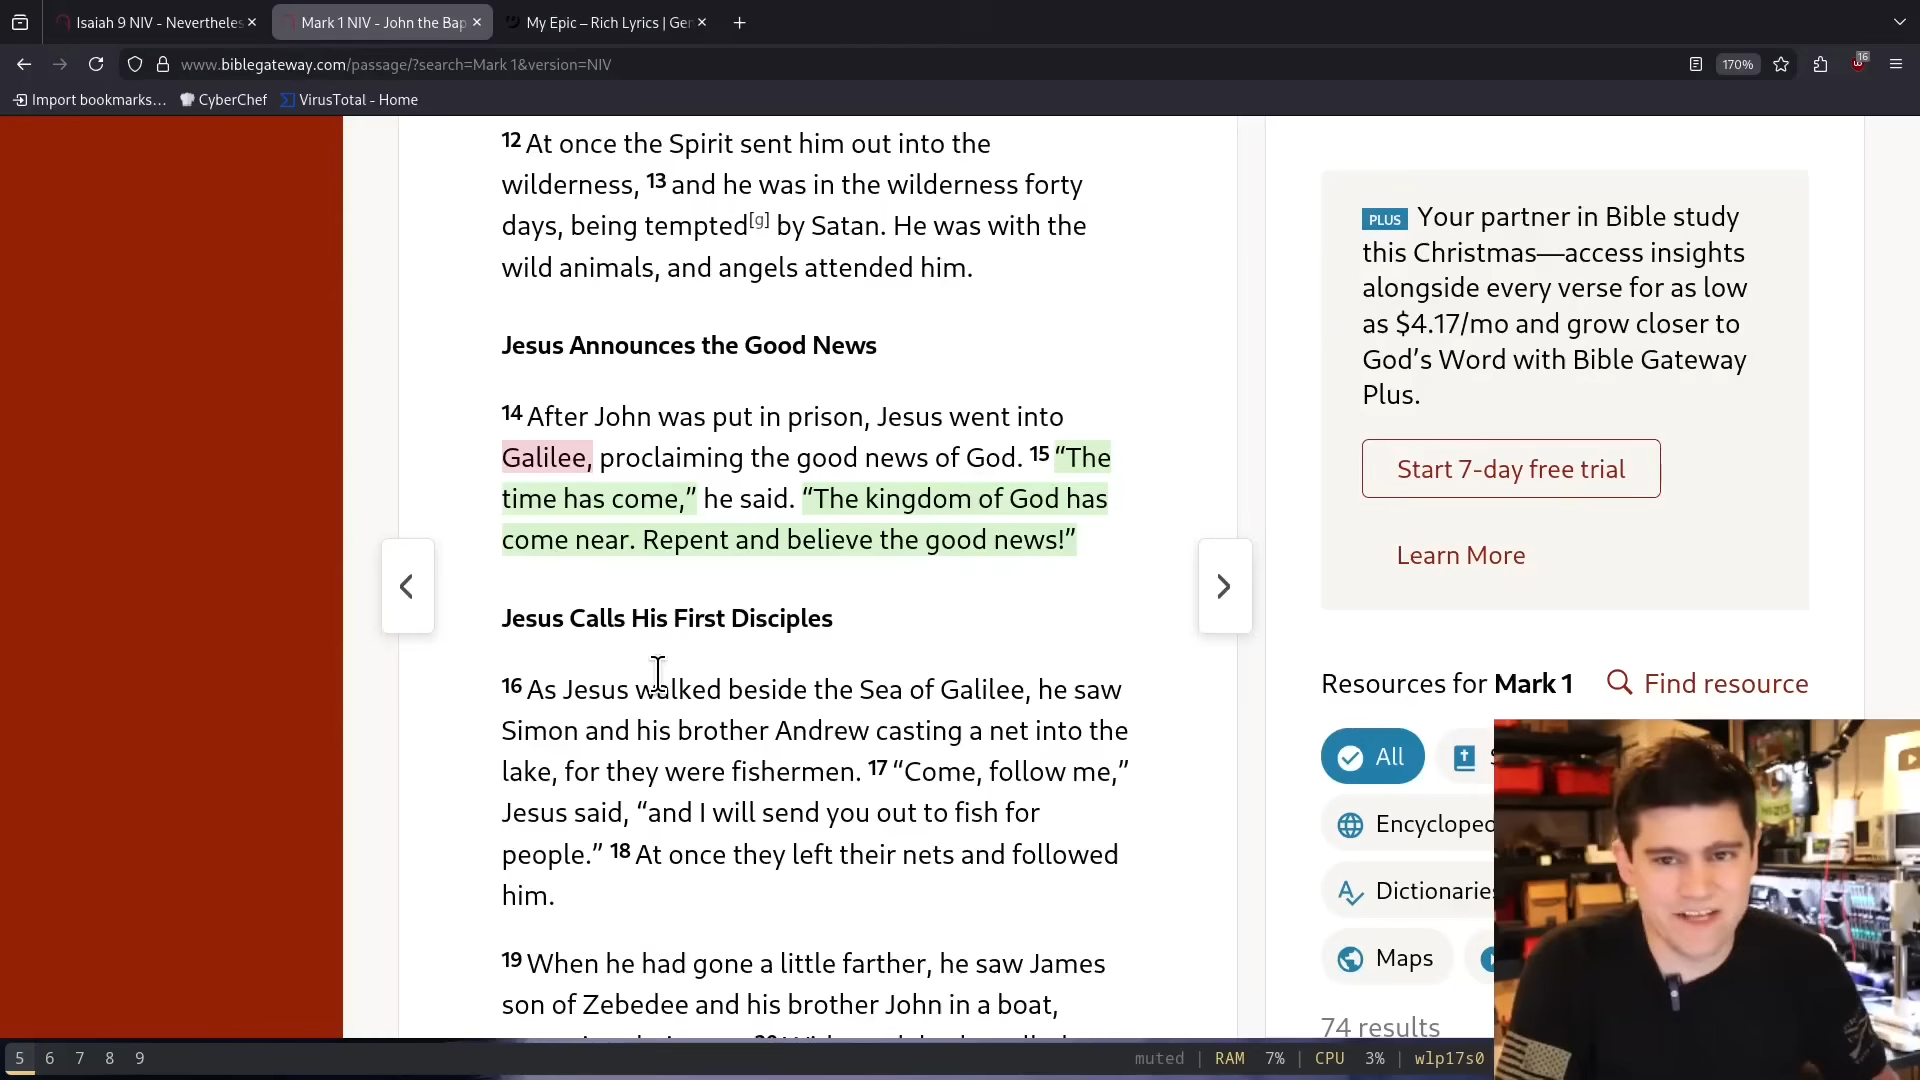 Isaiah 9 NIV - Nevertheles
Mark 1 NIV - John the Bap
My Epic – Rich Lyrics | Ger
www.biblegateway.com/passage/?search=Mark 1&version=NIV
170%
16
Import bookmarks...
CyberChef
VirusTotal - Home
12 At once the Spirit sent him out into the
wilderness, 13 and he was in the wilderness forty
days, being tempted[g] by Satan. He was with the
wild animals, and angels attended him.
Jesus Announces the Good News
14 After John was put in prison, Jesus went into
Galilee, proclaiming the good news of God. 15 “The
time has come,” he said. “The kingdom of God has
come near. Repent and believe the good news!”
Jesus Calls His First Disciples
16 As Jesus walked beside the Sea of Galilee, he saw
Simon and his brother Andrew casting a net into the
lake, for they were fishermen. 17 “Come, follow me,”
Jesus said, “and I will send you out to fish for
people.” 18 At once they left their nets and followed
him.
19 When he had gone a little farther, he saw James
son of Zebedee and his brother John in a boat,
PLUS Your partner in Bible study
this Christmas—access insights
alongside every verse for as low
as $4.17/mo and grow closer to
God’s Word with Bible Gateway
Plus.
Start 7-day free trial
Learn More
Resources for Mark 1
Find resource
All
Encycloped
Dictionaries
Maps
74 results
5 6 7 8 9
muted | RAM 7% | CPU 3% | wlp17s0